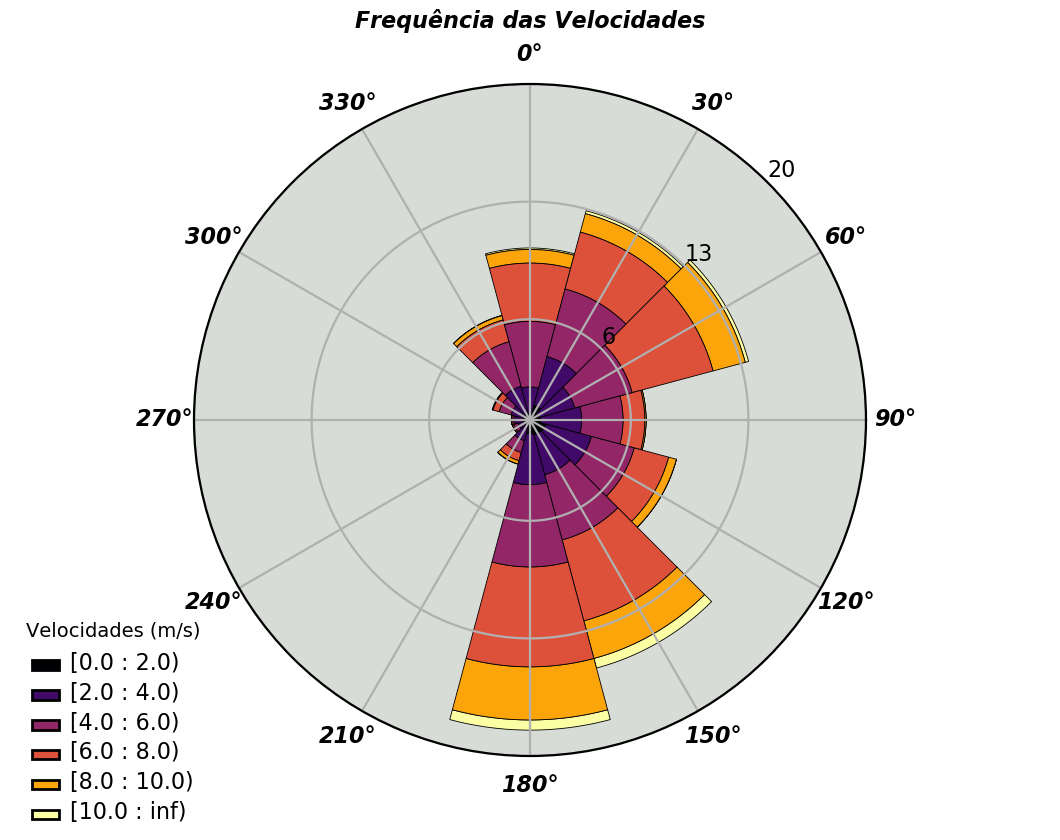 Frequência das Velocidades
0°
330°
30°
20
300°
60°
13
6
270°
90°
240°
120°
210°
150°
180°
Velocidades (m/s)
[0.0 : 2.0)
[2.0 : 4.0)
[4.0 : 6.0)
[6.0 : 8.0)
[8.0 : 10.0)
[10.0 : inf)